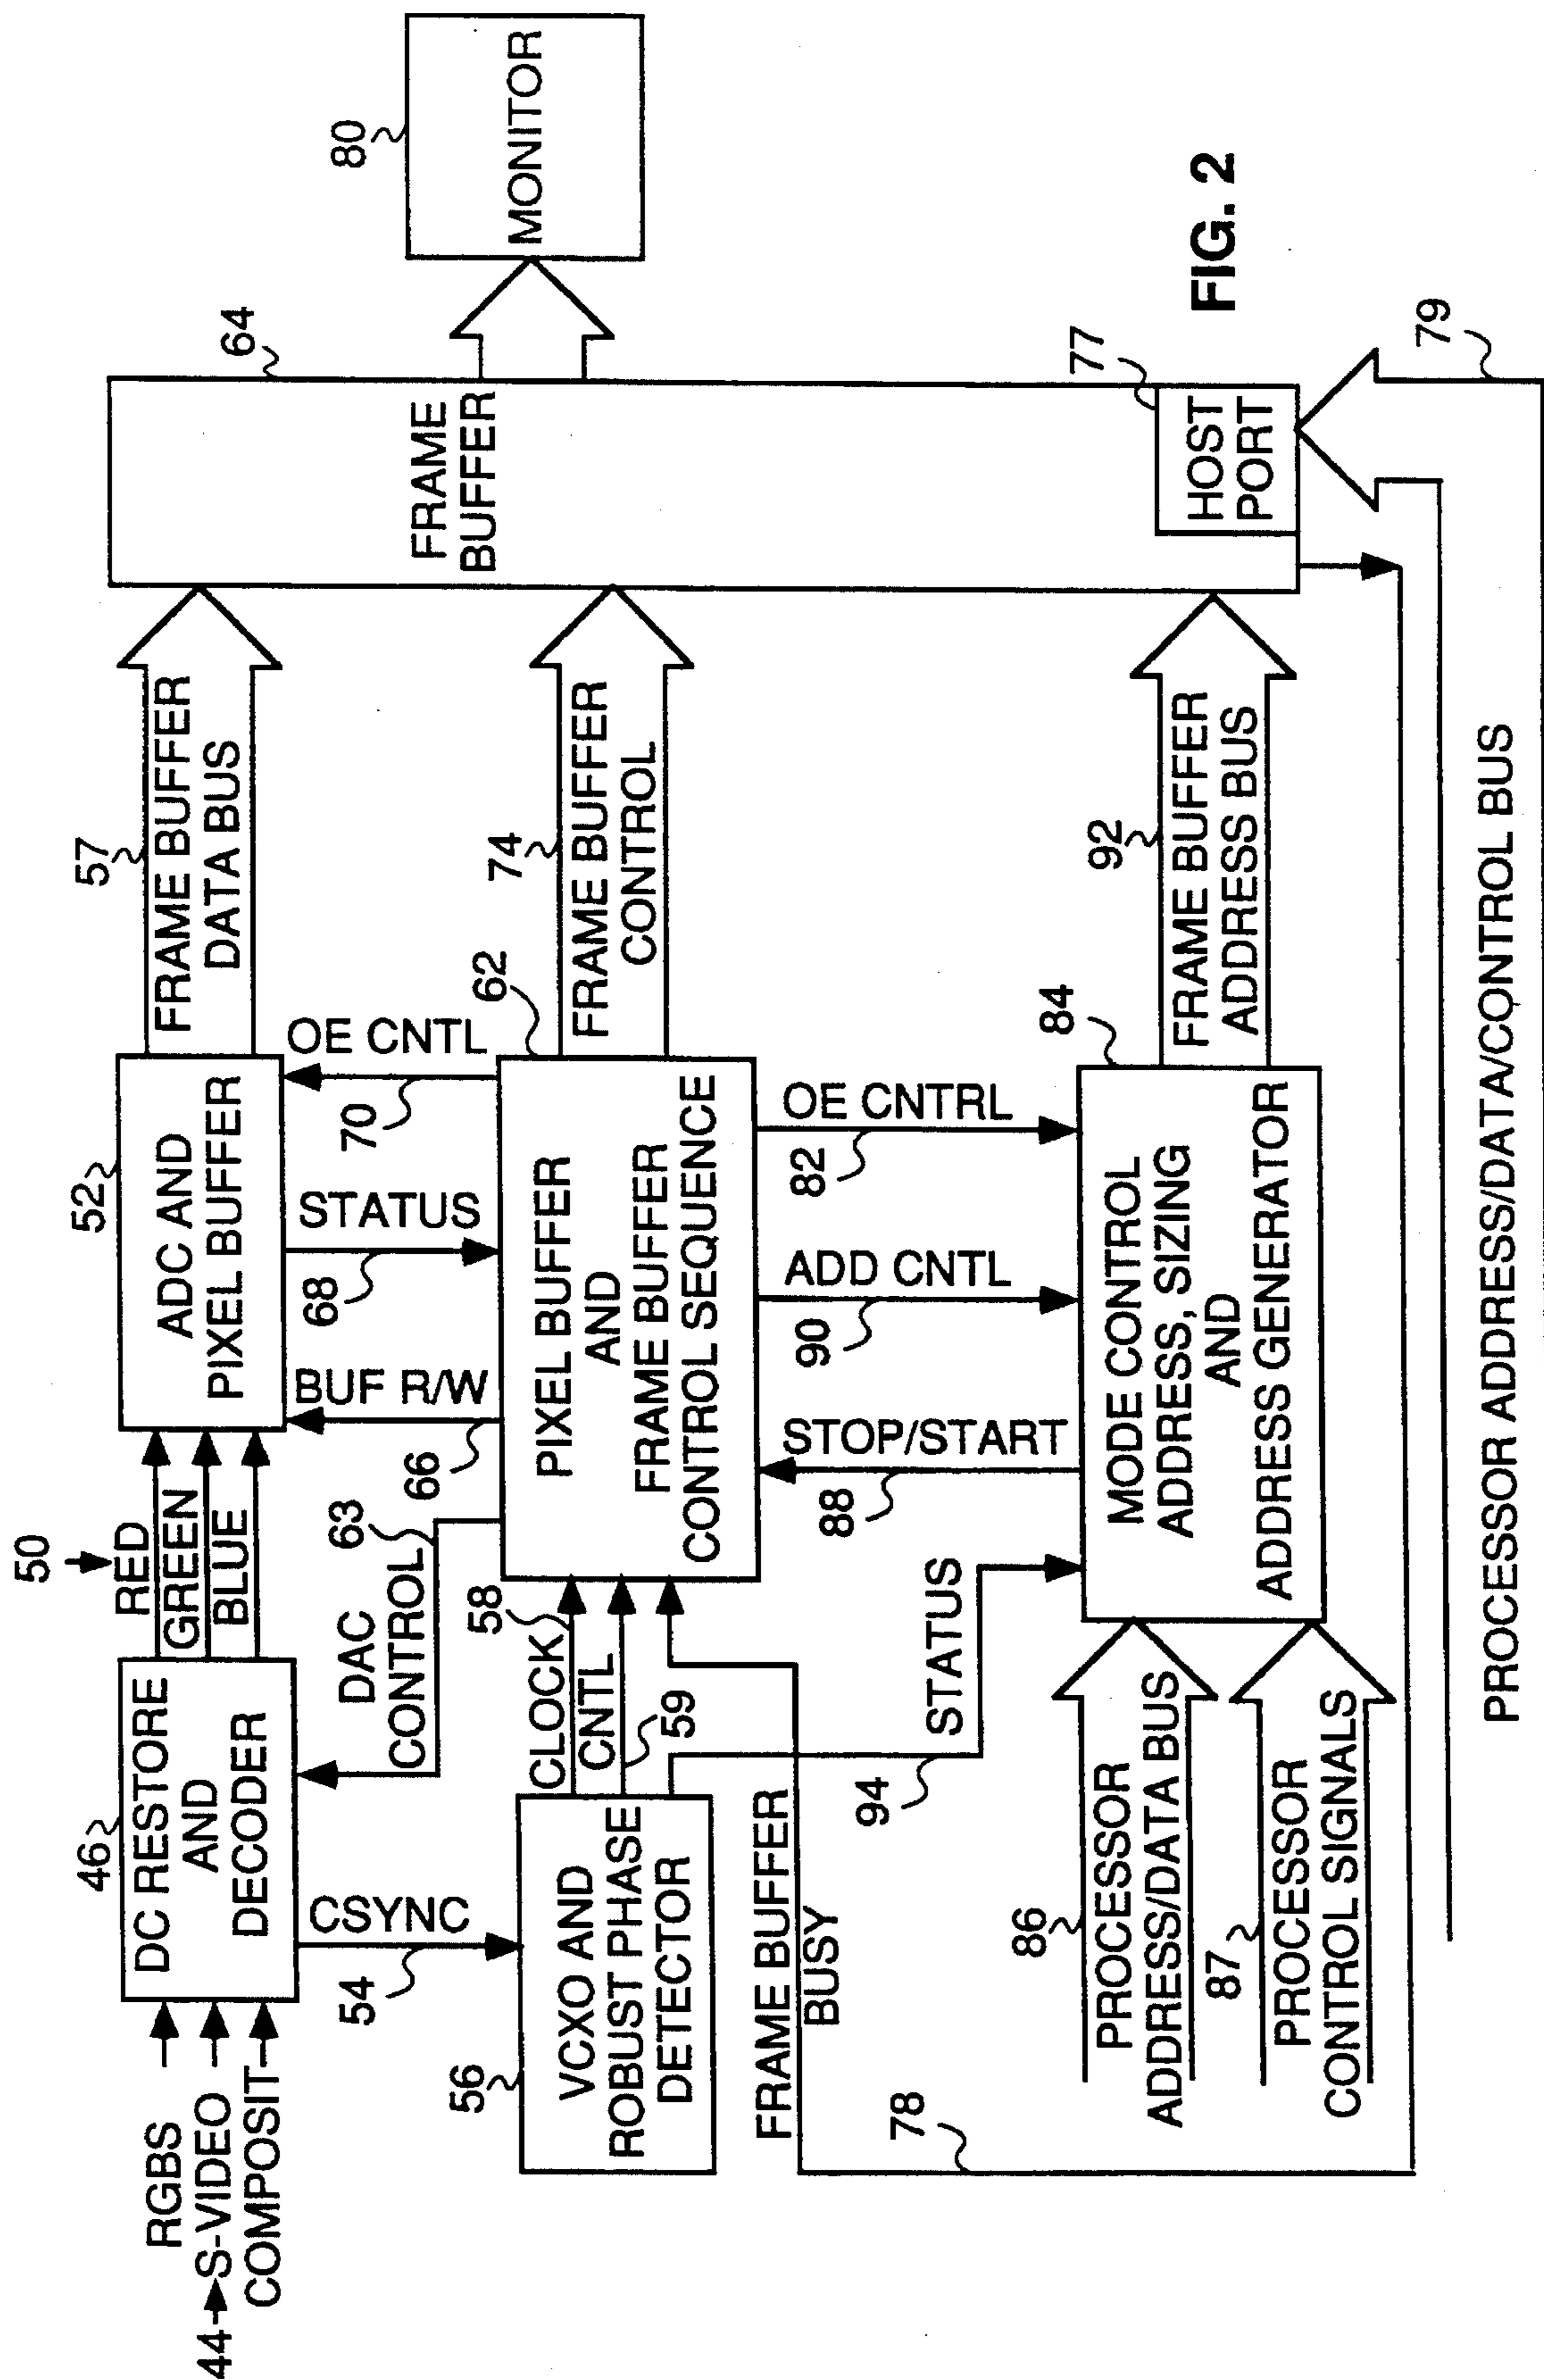 FIG. 2
44
RGBS
S-VIDEO
COMPOSIT
46
DC RESTORE
AND
DECODER
50
RED
GREEN
BLUE
52
ADC AND
PIXEL BUFFER
57
FRAME BUFFER
DATA BUS
64
FRAME
BUFFER
80
MONITOR
CSYNC
54
DAC
CONTROL
63
BUF R/W
66
STATUS
68
OE CNTL
70
56
VCXO AND
ROBUST PHASE
DETECTOR
CLOCK
58
CNTL
59
62
PIXEL BUFFER
AND
FRAME BUFFER
CONTROL SEQUENCE
74
FRAME BUFFER
CONTROL
FRAME BUFFER
BUSY
78
STATUS
94
STOP/START
88
ADD CNTL
90
OE CNTRL
82
86
PROCESSOR
ADDRESS/DATA BUS
87
PROCESSOR
CONTROL SIGNALS
84
MODE CONTROL
ADDRESS, SIZING
AND
ADDRESS GENERATOR
92
FRAME BUFFER
ADDRESS BUS
77
HOST
PORT
79
PROCESSOR ADDRESS/DATA/CONTROL BUS